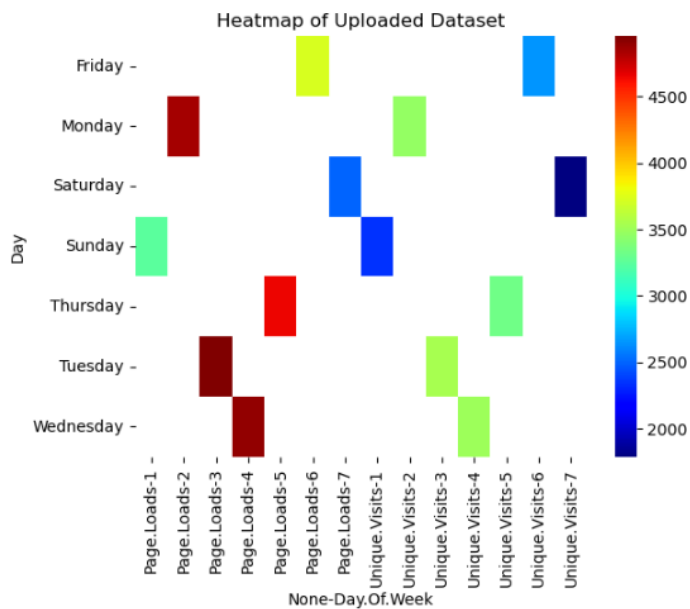 Heatmap of Uploaded Dataset
Day
Friday
Monday
Saturday
Sunday
Thursday
Tuesday
Wednesday
Page.Loads-1
Page.Loads-2
Page.Loads-3
Page.Loads-4
Page.Loads-5
Page.Loads-6
Page.Loads-7
Unique.Visits-1
Unique.Visits-2
Unique.Visits-3
Unique.Visits-4
Unique.Visits-5
Unique.Visits-6
Unique.Visits-7
None-Day.Of.Week
4500
4000
3500
3000
2500
2000